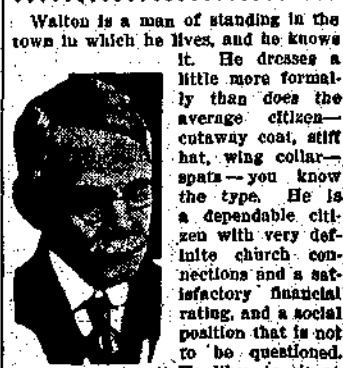 Walton is a man of standing in the
town in which he lives, and he knows
it. He dresses a
little more formal-
ly than does the
average citizen—
cutaway coat, stiff
hat, wing collar—
spats—you know
the type. He is
a dependable citi-
zen with very def-
inite church con-
nections and a sat-
isfactory financial
rating, and a social
position that is not
to be questioned.